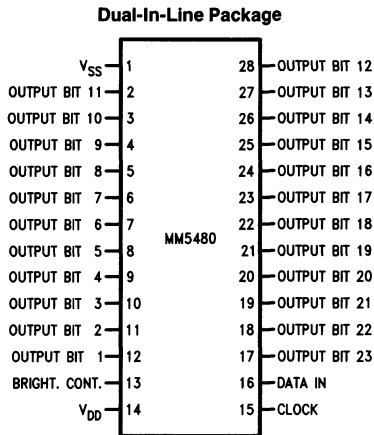 Dual-In-Line Package
V_SS 1 28 OUTPUT BIT 12
OUTPUT BIT 11 2 27 OUTPUT BIT 13
OUTPUT BIT 10 3 26 OUTPUT BIT 14
OUTPUT BIT 9 4 25 OUTPUT BIT 15
OUTPUT BIT 8 5 24 OUTPUT BIT 16
OUTPUT BIT 7 6 23 OUTPUT BIT 17
OUTPUT BIT 6 7 22 OUTPUT BIT 18
MM5480
OUTPUT BIT 5 8 21 OUTPUT BIT 19
OUTPUT BIT 4 9 20 OUTPUT BIT 20
OUTPUT BIT 3 10 19 OUTPUT BIT 21
OUTPUT BIT 2 11 18 OUTPUT BIT 22
OUTPUT BIT 1 12 17 OUTPUT BIT 23
BRIGHT. CONT. 13 16 DATA IN
V_DD 14 15 CLOCK